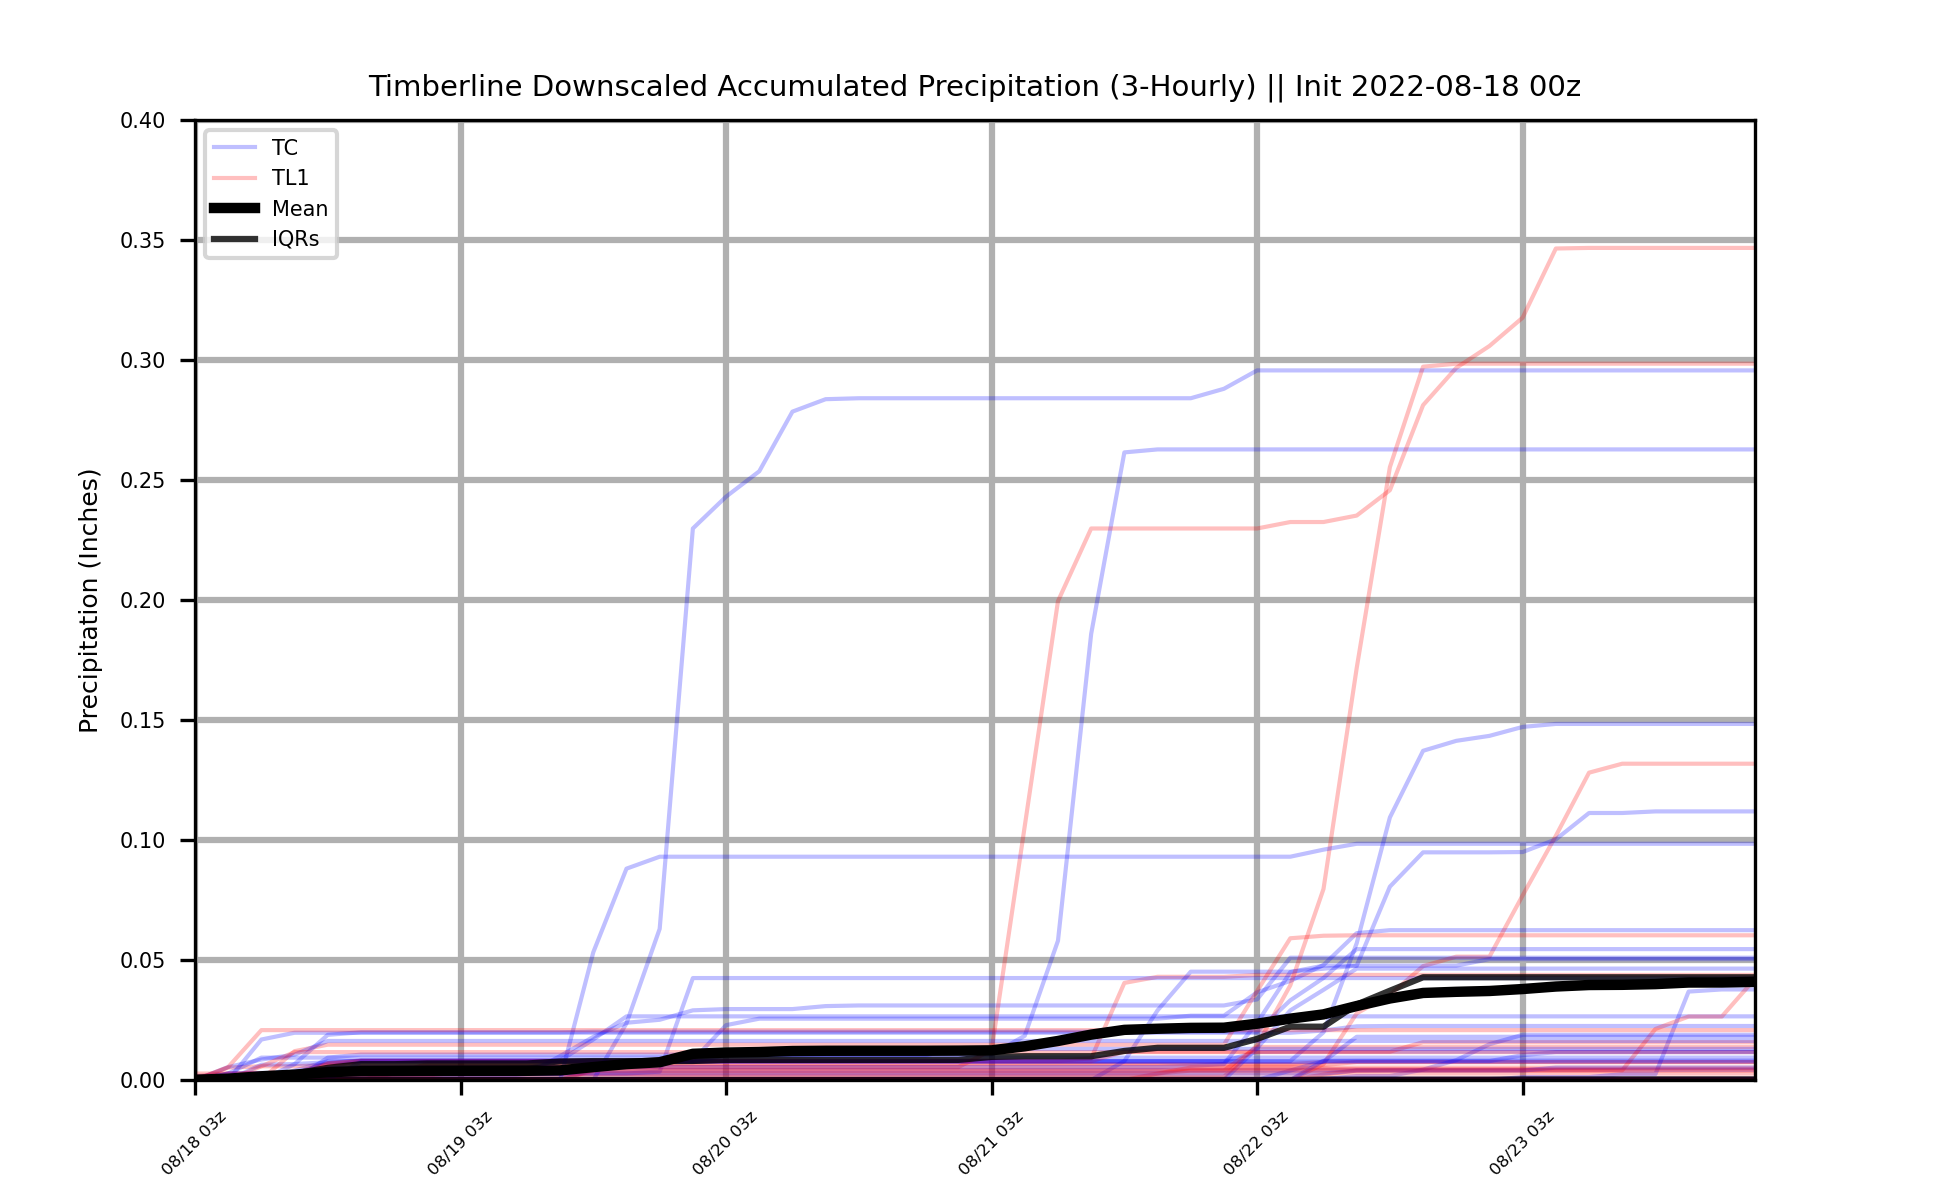 Timberline Downscaled Accumulated Precipitation (3-Hourly) || Init 2022-08-18 00z
0.40
TC
TL1
Mean
IQRs
0.35
0.30
0.25
0.20
0.15
0.10
0.05
0.00
Precipitation (Inches)
08/18 03z
08/19 03z
08/20 03z
08/21 03z
08/22 03z
08/23 03z